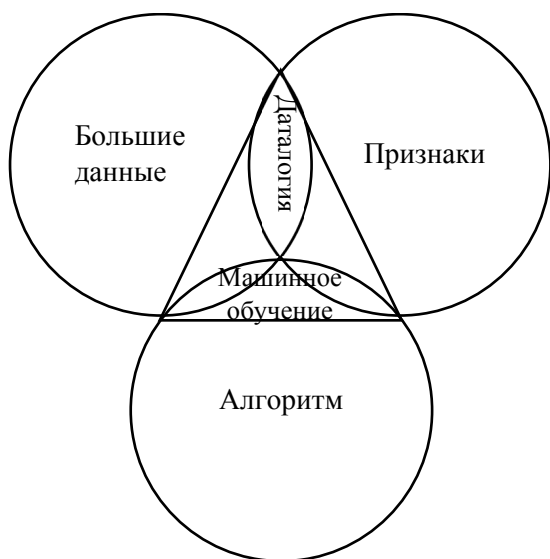 Большие
данные
Даталогия
Признаки
Машинное
обучение
Алгоритм